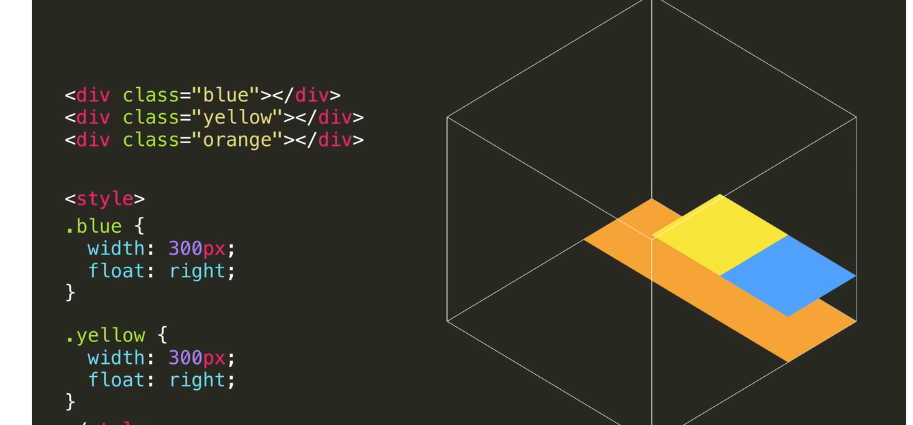 <div class="blue"></div>
<div class="yellow"></div>
<div class="orange"></div>
<style>
.blue {
width: 300px;
float: right;
}
.yellow {
width: 300px;
float: right;
}